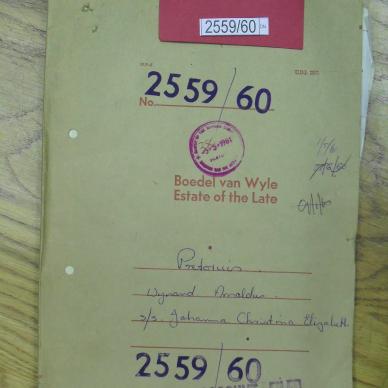 2559/60
2559/60
No.
Boedel van Wyle
Estate of the Late
Pretorius
Wynand Arnoldus
s/s. Johanna Christina Elizabeth
2559/60